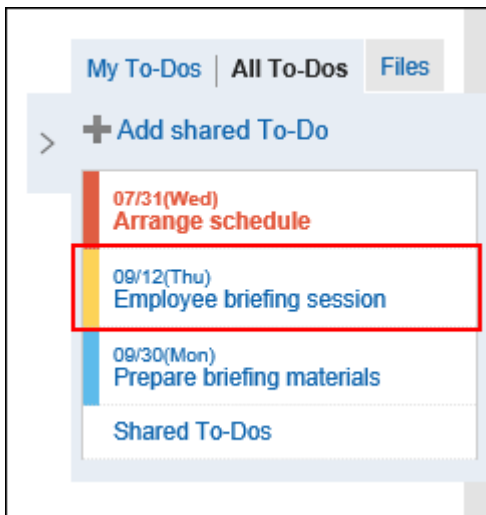 My To-Dos | All To-Dos Files
Add shared To-Do
07/31(Wed)
Arrange schedule
09/12(Thu)
Employee briefing session
09/30(Mon)
Prepare briefing materials
Shared To-Dos